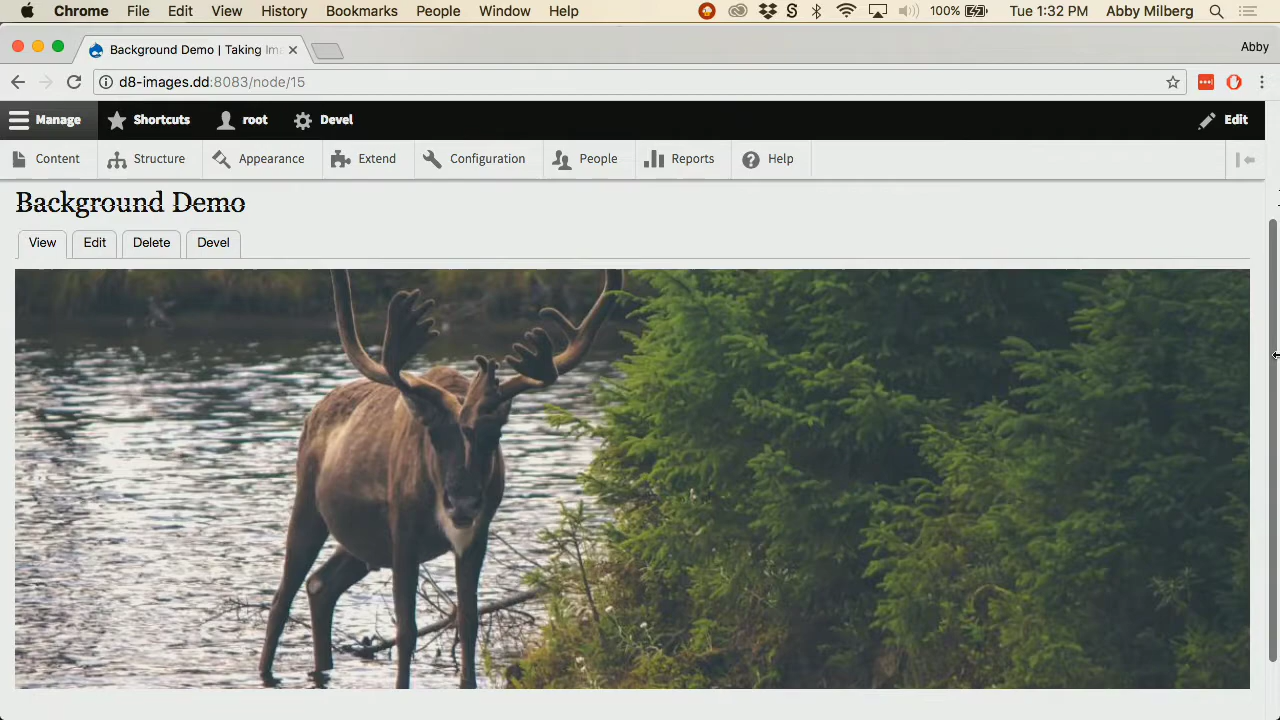 Chrome File Edit View History Bookmarks People Window Help 100% Tue 1:32 PM Abby Milberg
Background Demo | Taking Im Abby
d8-images.dd:8083/node/15
Manage Shortcuts root Devel Edit
Content Structure Appearance Extend Configuration People Reports Help
Background Demo
View Edit Delete Devel